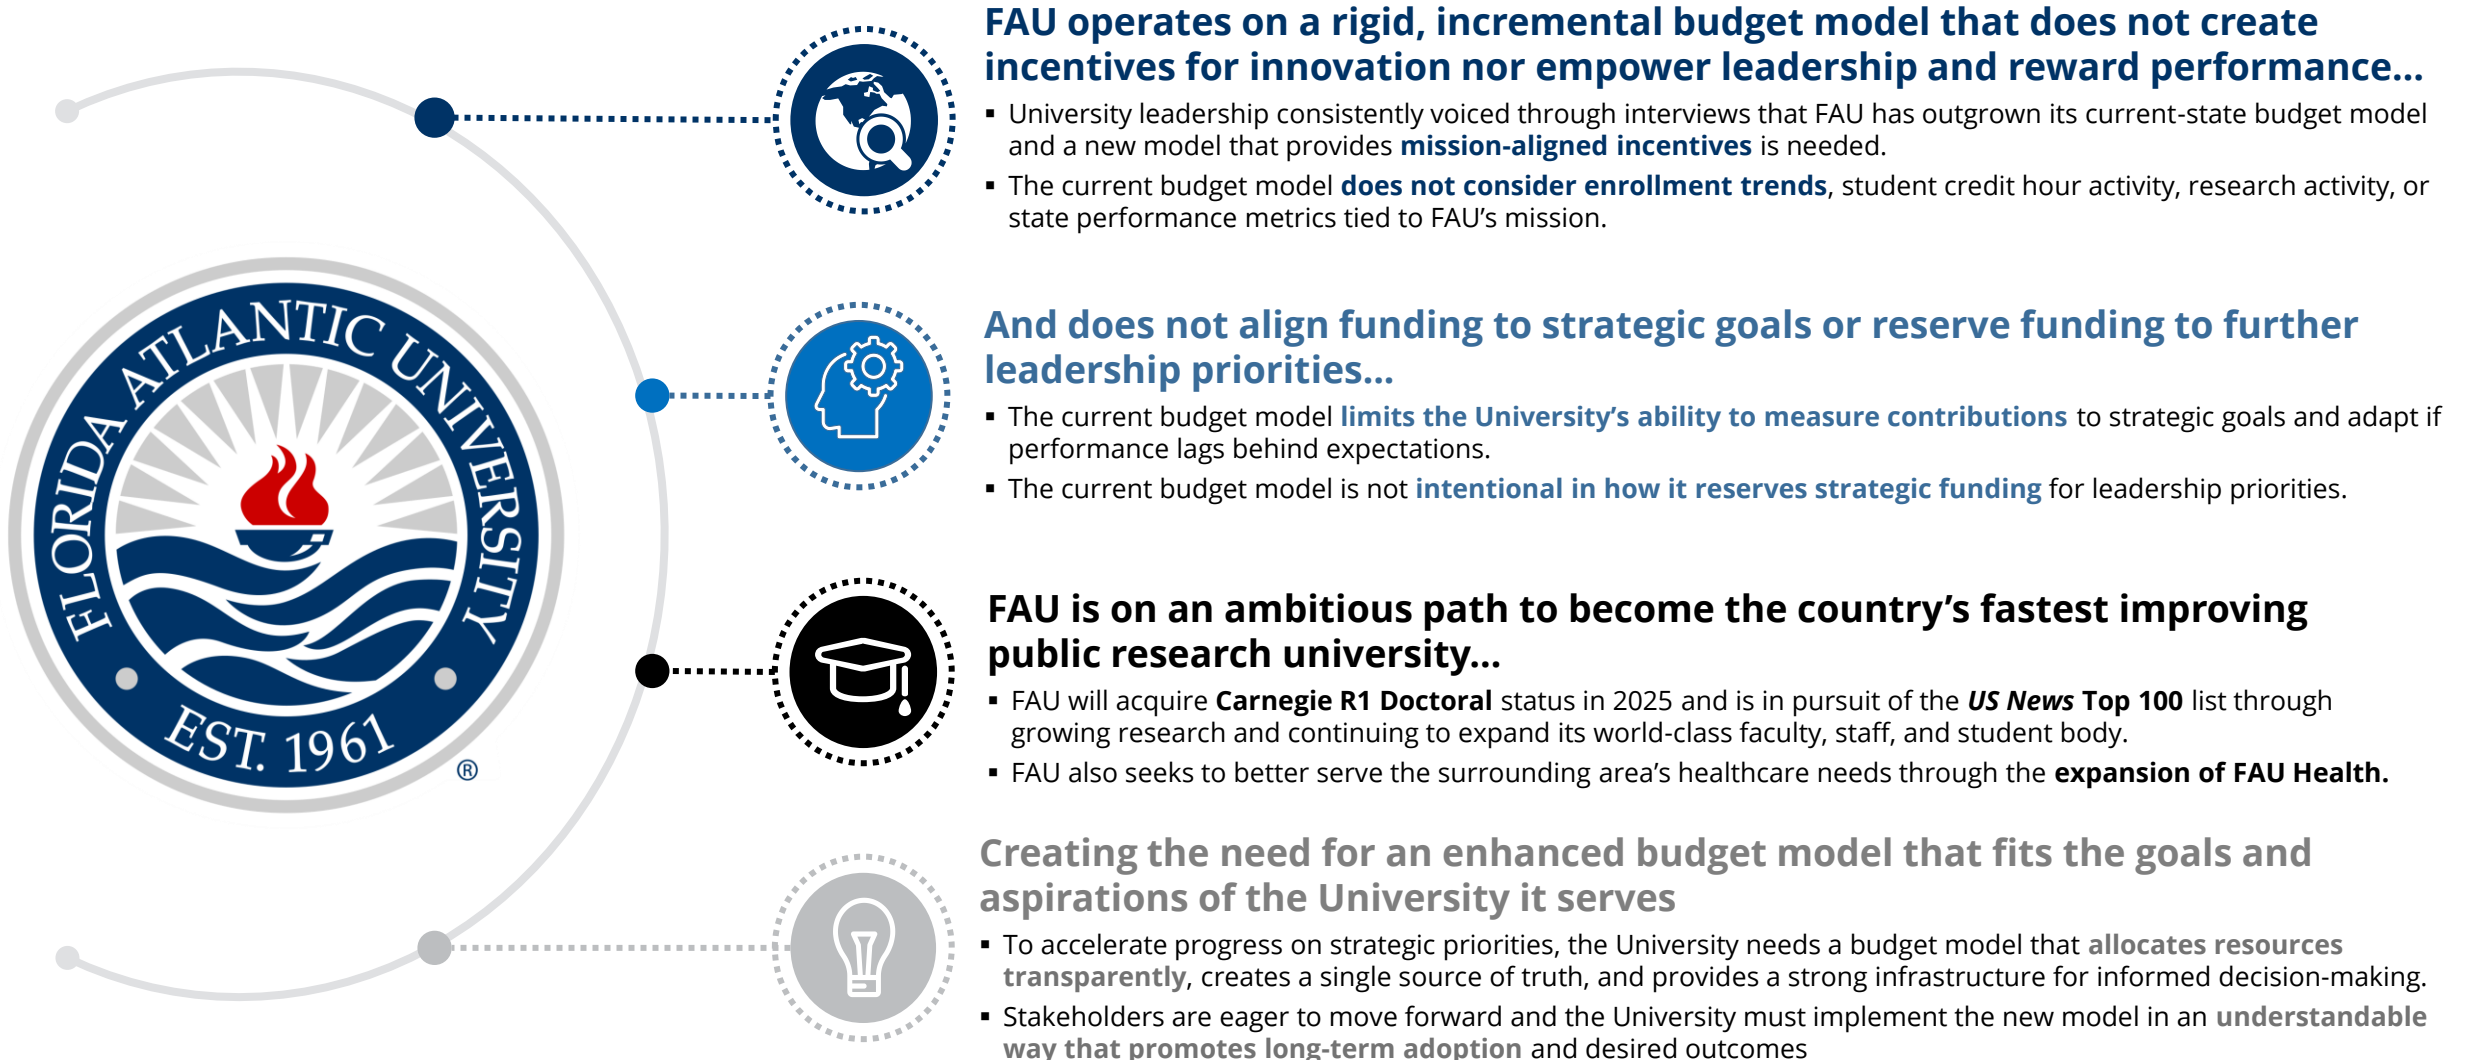 FLORIDA ATLANTIC UNIVERSITY
EST. 1961
®
FAU operates on a rigid, incremental budget model that does not create
incentives for innovation nor empower leadership and reward performance...
▪ University leadership consistently voiced through interviews that FAU has outgrown its current-state budget model
and a new model that provides mission-aligned incentives is needed.
▪ The current budget model does not consider enrollment trends, student credit hour activity, research activity, or
state performance metrics tied to FAU’s mission.
And does not align funding to strategic goals or reserve funding to further
leadership priorities...
▪ The current budget model limits the University’s ability to measure contributions to strategic goals and adapt if
performance lags behind expectations.
▪ The current budget model is not intentional in how it reserves strategic funding for leadership priorities.
FAU is on an ambitious path to become the country’s fastest improving
public research university...
▪ FAU will acquire Carnegie R1 Doctoral status in 2025 and is in pursuit of the US News Top 100 list through
growing research and continuing to expand its world-class faculty, staff, and student body.
▪ FAU also seeks to better serve the surrounding area’s healthcare needs through the expansion of FAU Health.
Creating the need for an enhanced budget model that fits the goals and
aspirations of the University it serves
▪ To accelerate progress on strategic priorities, the University needs a budget model that allocates resources
transparently, creates a single source of truth, and provides a strong infrastructure for informed decision-making.
▪ Stakeholders are eager to move forward and the University must implement the new model in an understandable
way that promotes long-term adoption and desired outcomes